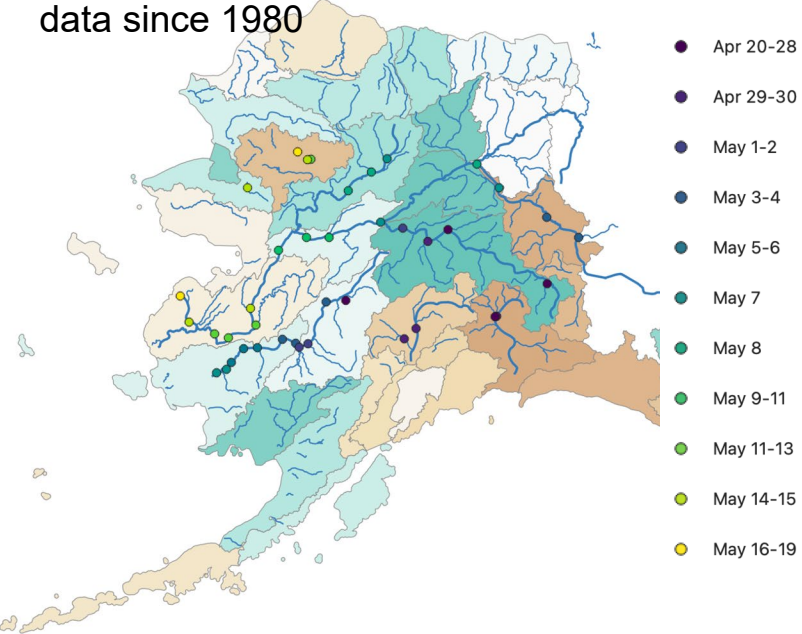 data since 1980
Apr 20-28
Apr 29-30
May 1-2
May 3-4
May 5-6
May 7
May 8
May 9-11
May 11-13
May 14-15
May 16-19